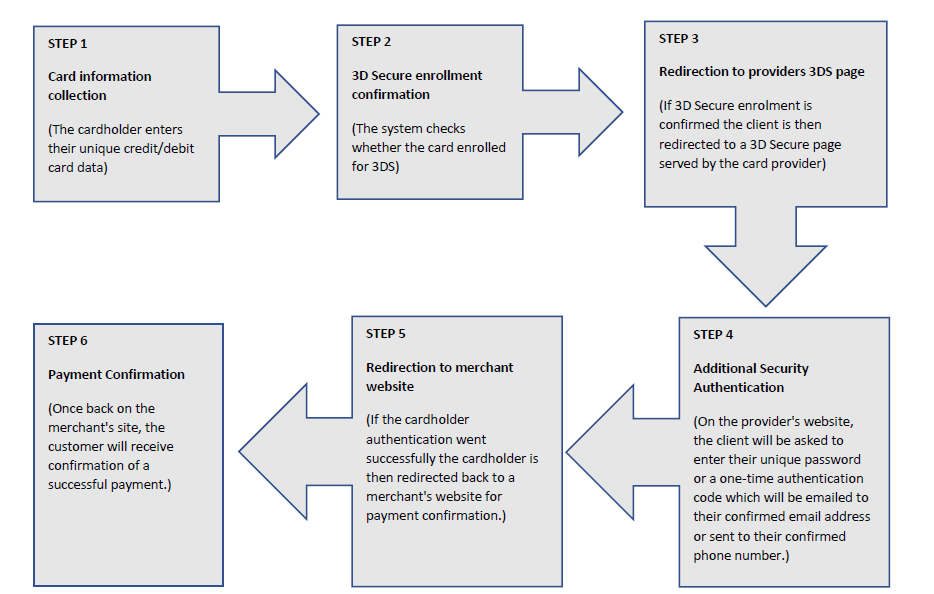 STEP 1
Card information
collection
(The cardholder enters
their unique credit/debit
card data)
STEP 2
3D Secure enrollment
confirmation
(The system checks
whether the card enrolled
for 3DS)
STEP 3
Redirection to providers 3DS page
(If 3D Secure enrolment is
confirmed the client is then
redirected to a 3D Secure page
served by the card provider)
STEP 4
Additional Security
Authentication
(On the provider's website,
the client will be asked to
enter their unique password
or a one-time authentication
code which will be emailed to
their confirmed email address
or sent to their confirmed
phone number.)
STEP 5
Redirection to merchant
website
(If the cardholder
authentication went
successfully the cardholder is
then redirected back to a
merchant's website for
payment confirmation.)
STEP 6
Payment Confirmation
(Once back on the
merchant's site, the
customer will receive
confirmation of a
successful payment.)